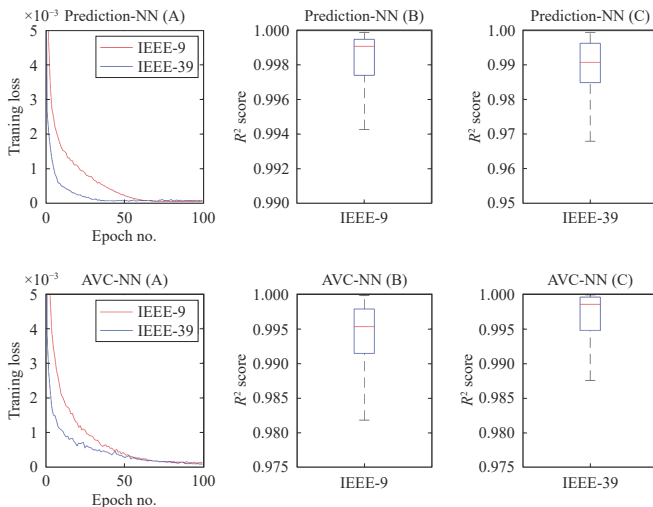 Prediction-NN (A)
×10⁻³
5
4
3
2
1
0
Traning loss
IEEE-9
IEEE-39
0
50
100
Epoch no.
Prediction-NN (B)
1.000
0.998
0.996
0.994
0.992
0.990
R² score
IEEE-9
Prediction-NN (C)
1.000
0.99
0.98
0.97
0.96
0.95
R² score
IEEE-39
AVC-NN (A)
×10⁻³
5
4
3
2
1
0
Traning loss
IEEE-9
IEEE-39
0
50
100
Epoch no.
AVC-NN (B)
1.000
0.995
0.990
0.985
0.980
0.975
R² score
IEEE-9
AVC-NN (C)
1.000
0.995
0.990
0.985
0.980
0.975
R² score
IEEE-39